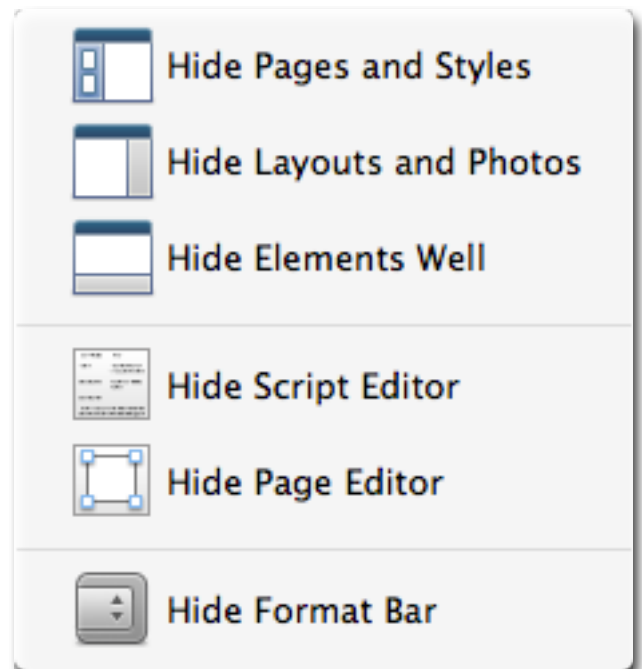 Hide Pages and Styles
Hide Layouts and Photos
Hide Elements Well
Hide Script Editor
Hide Page Editor
Hide Format Bar